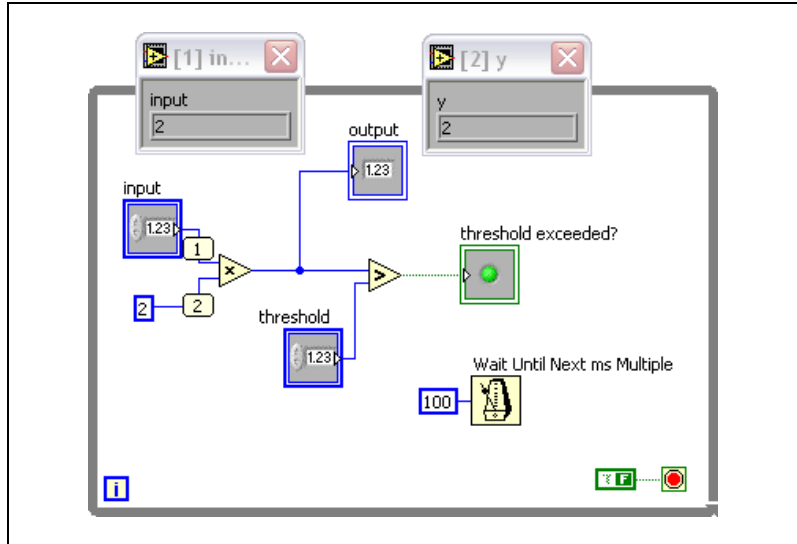 [1] in...
[2] y
input
2
y
2
output
1.23
input
1.23
1
×
2
2
>
threshold exceeded?
threshold
1.23
Wait Until Next ms Multiple
100
i
F